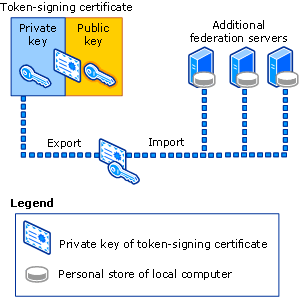 Token-signing certificate
Private
key
Public
key
Additional
federation servers
Export
Import
Legend
Private key of token-signing certificate
Personal store of local computer